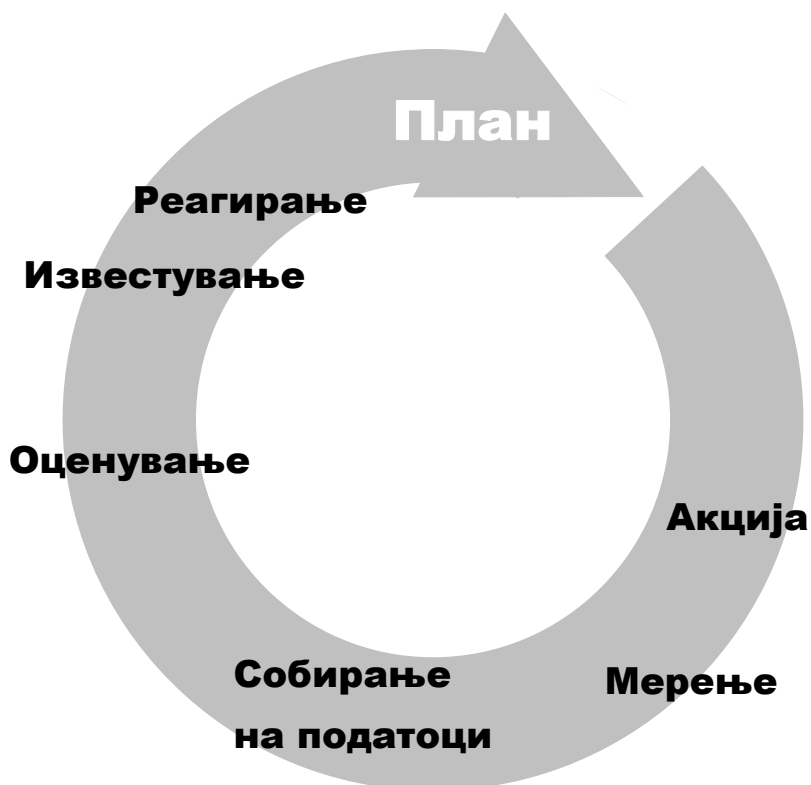 План
Реагирање
Известување
Оценување
Акција
Собирање
на податоци
Мерење